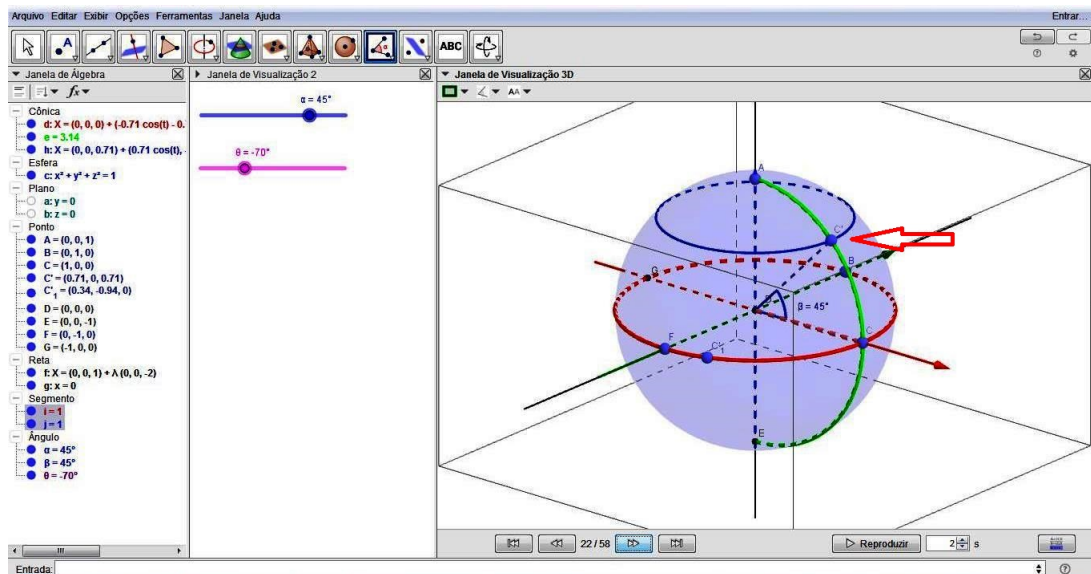 Arquivo Editar Exibir Opções Ferramentas Janela Ajuda
Entrar...
A
ABC
Janela de Álgebra
Janela de Visualização 2
Janela de Visualização 3D
fx
AA
Cônica
d: X = (0, 0, 0) + (-0.71 cos(t) - 0.
e = 3.14
h: X = (0, 0, 0.71) + (0.71 cos(t),
Esfera
c: x² + y² + z² = 1
Plano
a: y = 0
b: z = 0
Ponto
A = (0, 0, 1)
B = (0, 1, 0)
C = (1, 0, 0)
C' = (0.71, 0, 0.71)
C'₁ = (0.34, -0.94, 0)
D = (0, 0, 0)
E = (0, 0, -1)
F = (0, -1, 0)
G = (-1, 0, 0)
Reta
f: X = (0, 0, 1) + λ (0, 0, -2)
g: x = 0
Segmento
i = 1
j = 1
Ângulo
α = 45°
β = 45°
θ = -70°
α = 45°
θ = -70°
A
C'
G
B
D
β = 45°
F
C'₁
C
E
22 / 58
Reproduzir
2
s
Entrada: